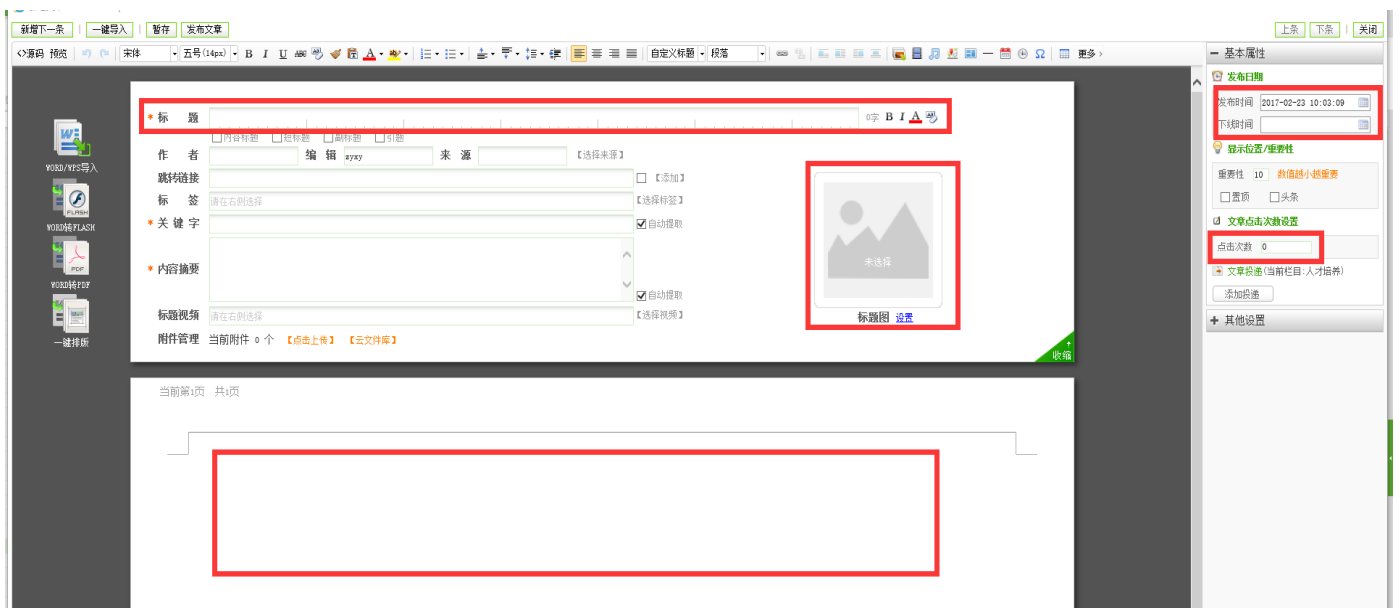 新增下一条 一键导入 暂存 发布文章 上条 下条 关闭
<>源码 预览 宋体 五号(14px) B I U ABC A 自定义标题 段落 Ω 更多
基本属性
发布日期
发布时间 2017-02-23 10:03:09
下线时间
显示位置/重要性
重要性 10 数值越小越重要
置顶 头条
文章点击次数设置
点击次数 0
文章投递(当前栏目:人才培养)
添加投递
其他设置
WORD/WPS导入
FLASH
WORD转FLASH
PDF
WORD转PDF
一键排版
*标 题 0字 B I A
内容标题 短标题 副标题 引题
作 者 编 辑 zyxy 来 源 【选择来源】
跳转链接 【添加】
标 签 请在右侧选择 【选择标签】
*关 键 字 自动提取
*内容摘要
自动提取
标题视频 请在右侧选择 【选择视频】
附件管理 当前附件 0 个 【点击上传】 【云文件库】
未选择
标题图 设置
收缩
当前第1页 共1页